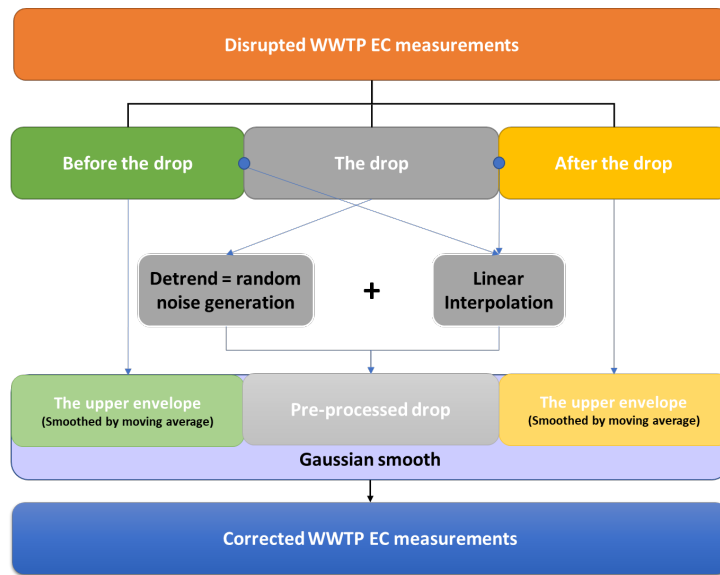 Disrupted WWTP EC measurements
Before the drop
The drop
After the drop
Detrend = random
noise generation
+
Linear
Interpolation
The upper envelope
(Smoothed by moving average)
Pre-processed drop
The upper envelope
(Smoothed by moving average)
Gaussian smooth
Corrected WWTP EC measurements